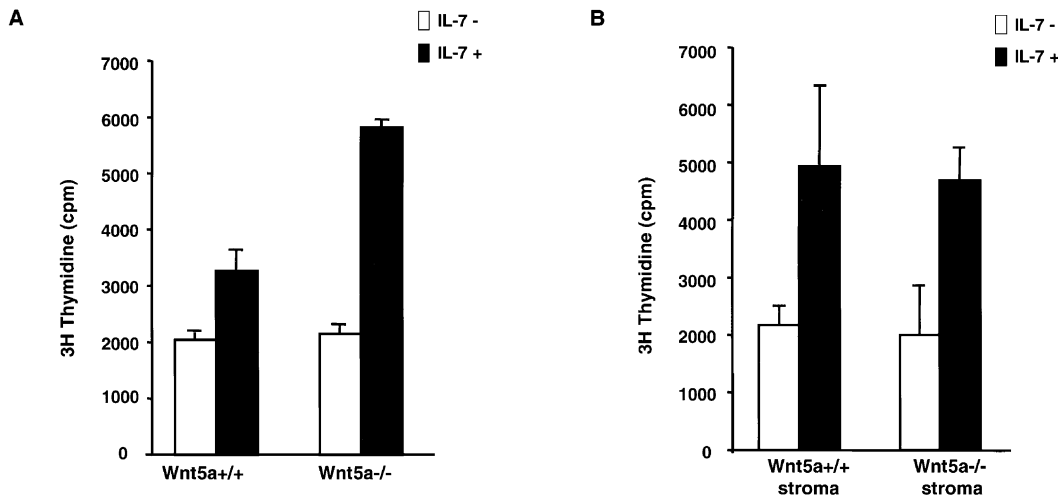 A
IL-7 -
IL-7 +
7000
6000
5000
4000
3000
2000
1000
0
3H Thymidine (cpm)
Wnt5a+/+
Wnt5a-/-
B
IL-7 -
IL-7 +
7000
6000
5000
4000
3000
2000
1000
0
3H Thymidine (cpm)
Wnt5a+/+
stroma
Wnt5a-/-
stroma